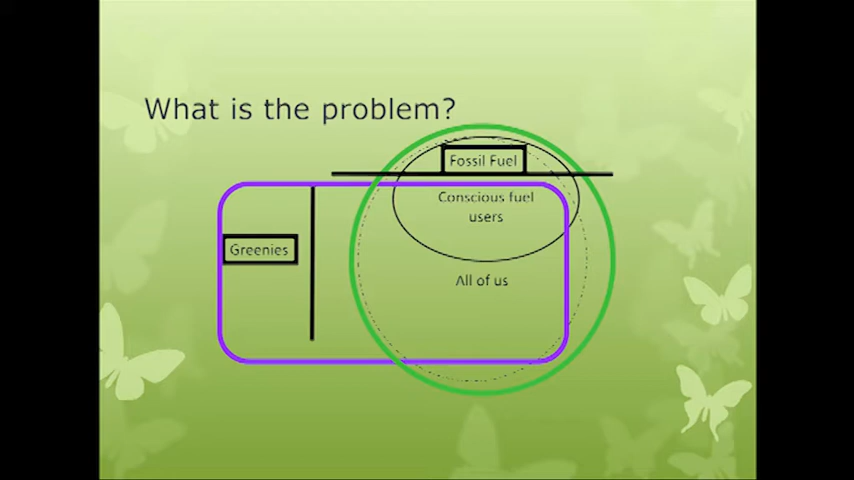 What is the problem?
Fossil Fuel
Conscious fuel
users
Greenies
All of us